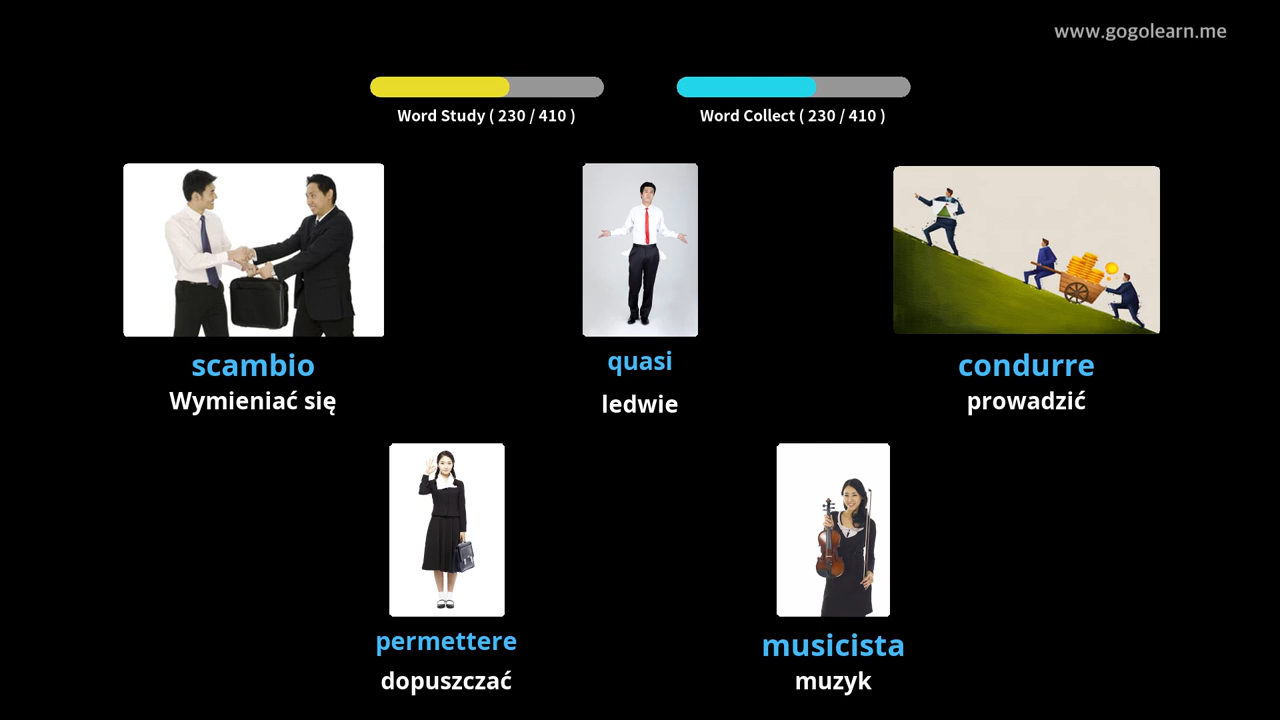 www.gogolearn.me
Word Study ( 230 / 410 )
Word Collect ( 230 / 410 )
scambio
Wymieniać się
quasi
ledwie
condurre
prowadzić
permettere
dopuszczać
musicista
muzyk